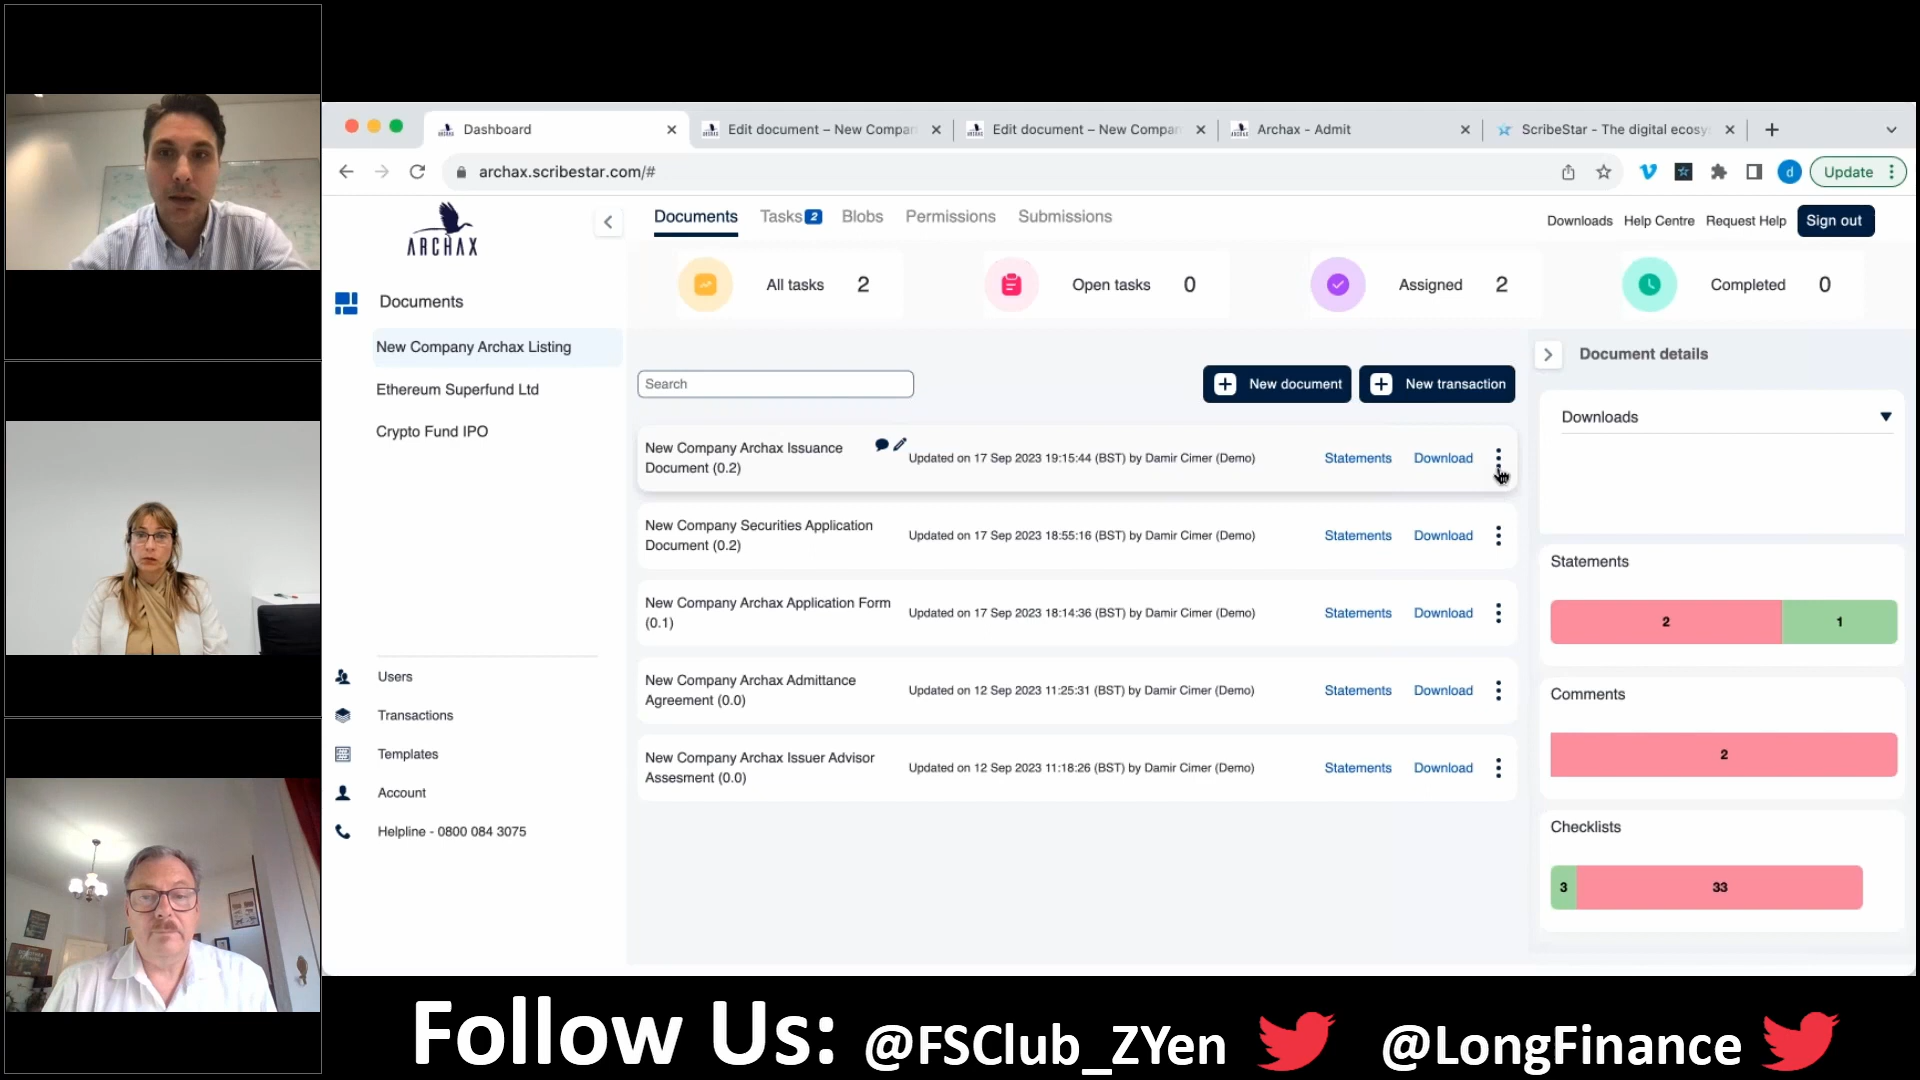 Dashboard
Edit document – New Compan
Edit document – New Compan
Archax - Admit
ScribeStar - The digital ecosy
archax.scribestar.com/#
d
Update
ARCHAX
Documents
Tasks 2
Blobs
Permissions
Submissions
Downloads
Help Centre
Request Help
Sign out
All tasks 2
Open tasks 0
Assigned 2
Completed 0
Documents
New Company Archax Listing
Ethereum Superfund Ltd
Crypto Fund IPO
Users
Transactions
Templates
Account
Helpline - 0800 084 3075
Search
New document
New transaction
New Company Archax Issuance
Document (0.2)
Updated on 17 Sep 2023 19:15:44 (BST) by Damir Cimer (Demo)
Statements
Download
New Company Securities Application
Document (0.2)
Updated on 17 Sep 2023 18:55:16 (BST) by Damir Cimer (Demo)
Statements
Download
New Company Archax Application Form
(0.1)
Updated on 17 Sep 2023 18:14:36 (BST) by Damir Cimer (Demo)
Statements
Download
New Company Archax Admittance
Agreement (0.0)
Updated on 12 Sep 2023 11:25:31 (BST) by Damir Cimer (Demo)
Statements
Download
New Company Archax Issuer Advisor
Assesment (0.0)
Updated on 12 Sep 2023 11:18:26 (BST) by Damir Cimer (Demo)
Statements
Download
Document details
Downloads
Statements
2 1
Comments
2
Checklists
3 33
Follow Us: @FSClub_ZYen @LongFinance